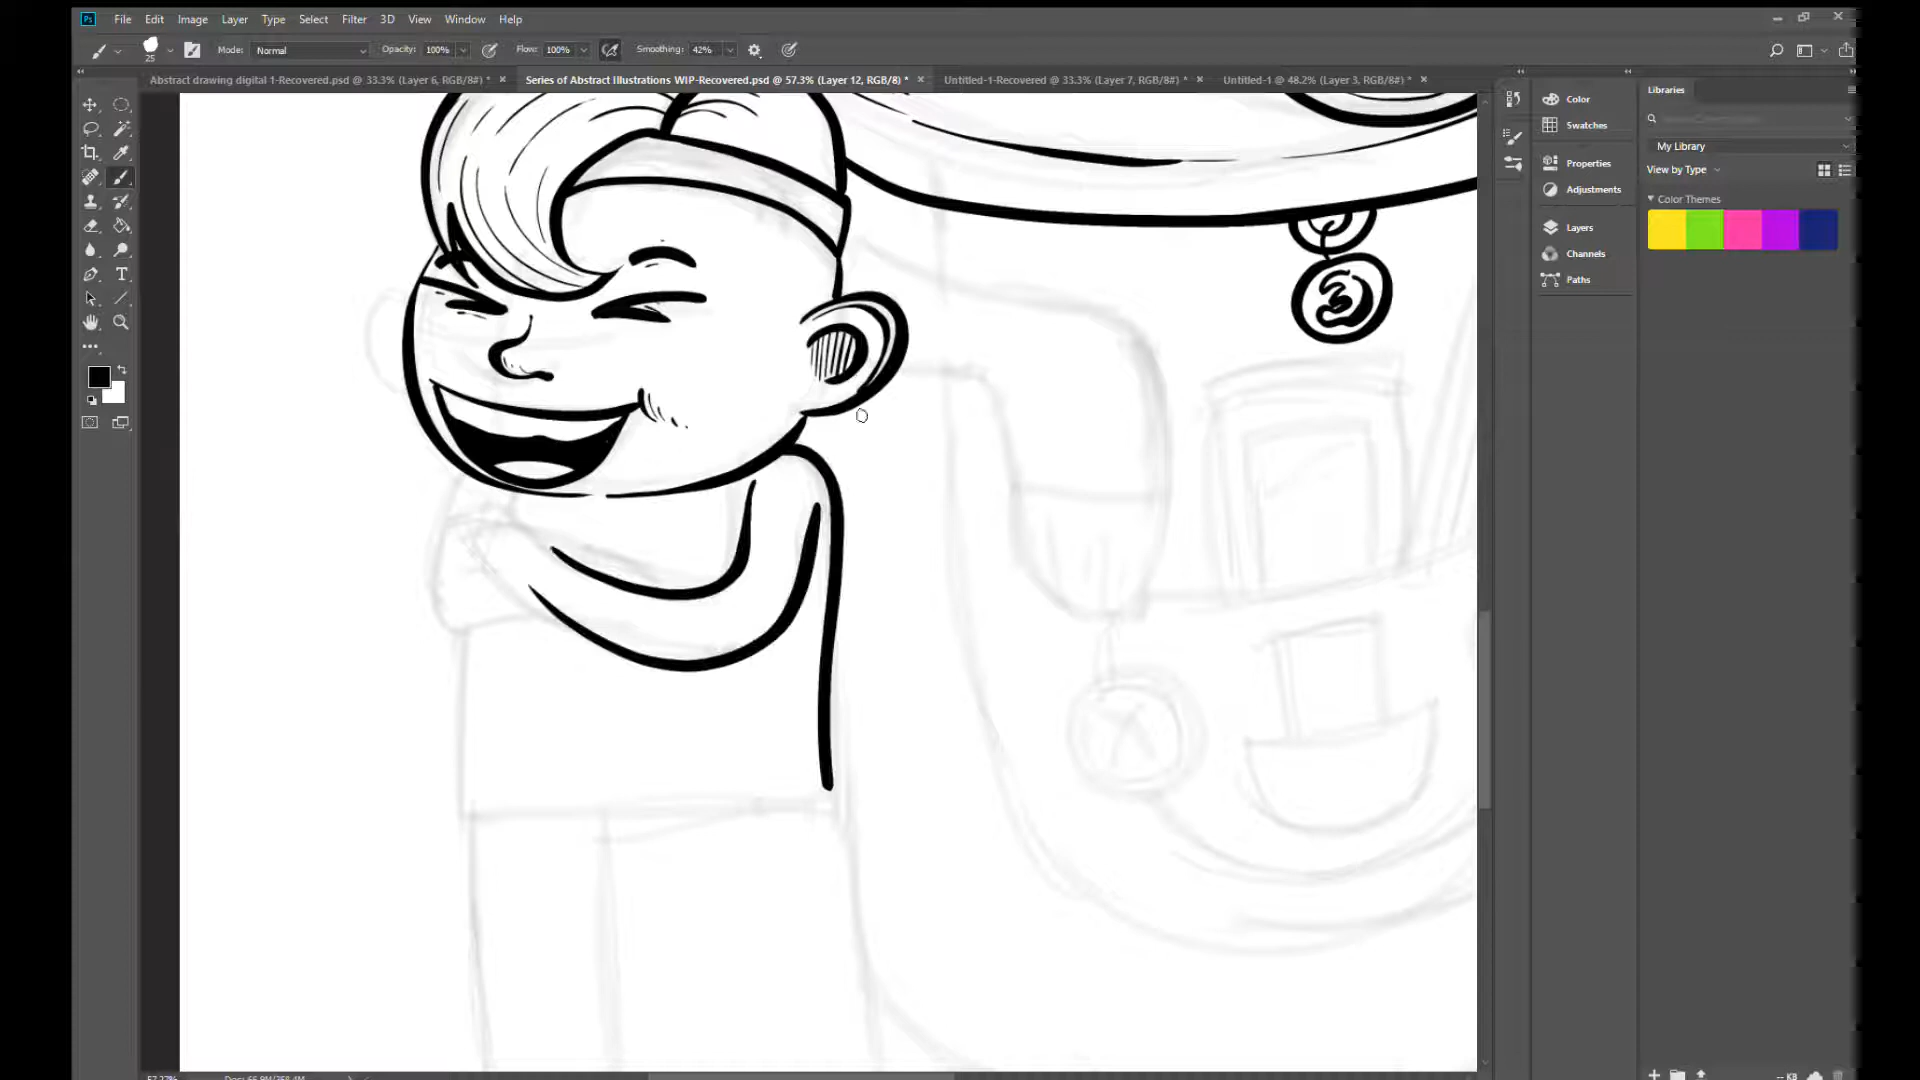 Ps File Edit Image Layer Type Select Filter 3D View Window Help
25 Mode: Normal Opacity: 100% Flow: 100% Smoothing: 42%
Abstract drawing digital 1-Recovered.psd @ 33.3% (Layer 6, RGB/8#) * Series of Abstract Illustrations WIP-Recovered.psd @ 57.3% (Layer 12, RGB/8) * Untitled-1-Recovered @ 33.3% (Layer 7, RGB/8#) * Untitled-1 @ 48.2% (Layer 3, RGB/8#) *
Color
Swatches
Properties
Adjustments
Layers
Channels
Paths
Libraries
My Library
View by Type
Color Themes
3
-- KB